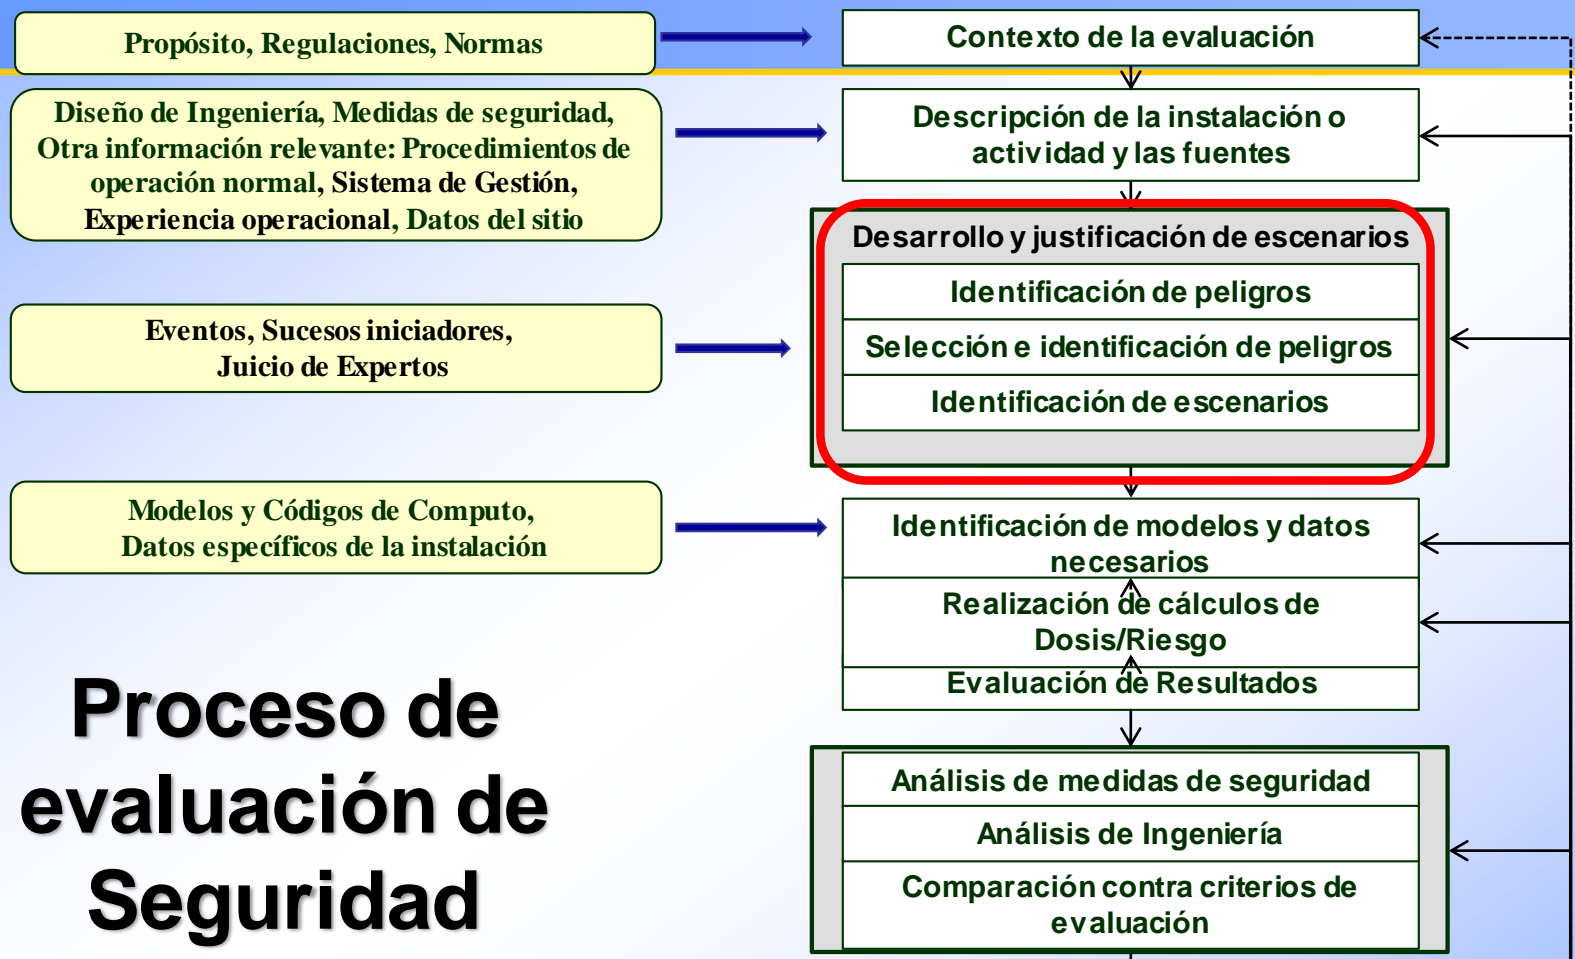 Propósito, Regulaciones, Normas
Contexto de la evaluación
Diseño de Ingeniería, Medidas de seguridad,
Otra información relevante: Procedimientos de
operación normal, Sistema de Gestión,
Experiencia operacional, Datos del sitio
Descripción de la instalación o
actividad y las fuentes
Desarrollo y justificación de escenarios
Identificación de peligros
Selección e identificación de peligros
Identificación de escenarios
Eventos, Sucesos iniciadores,
Juicio de Expertos
Modelos y Códigos de Computo,
Datos específicos de la instalación
Identificación de modelos y datos
necesarios
Realización de cálculos de
Dosis/Riesgo
Evaluación de Resultados
Análisis de medidas de seguridad
Análisis de Ingeniería
Comparación contra criterios de
evaluación
Proceso de
evaluación de
Seguridad